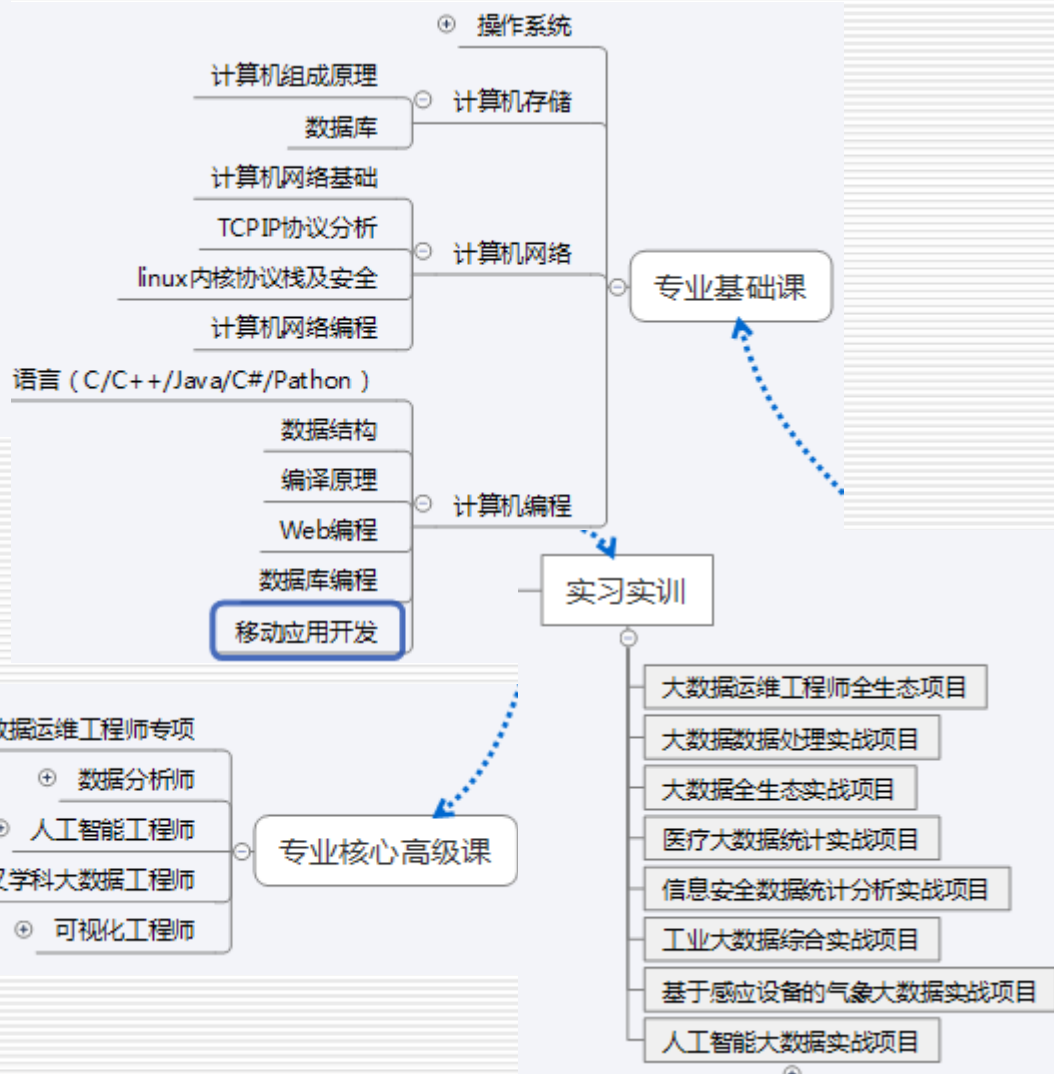 操作系统
计算机组成原理
计算机存储
数据库
计算机网络基础
TCPIP协议分析
计算机网络
linux内核协议栈及安全
计算机网络编程
专业基础课
语言（C/C++/Java/C#/Pathon）
数据结构
编译原理
计算机编程
Web编程
数据库编程
移动应用开发
实习实训
大数据运维工程师全生态项目
大数据数据处理实战项目
大数据全生态实战项目
医疗大数据统计实战项目
信息安全数据统计分析实战项目
工业大数据综合实战项目
基于感应设备的气象大数据实战项目
人工智能大数据实战项目
数据运维工程师专项
数据分析师
人工智能工程师
专业核心高级课
学科大数据工程师
可视化工程师